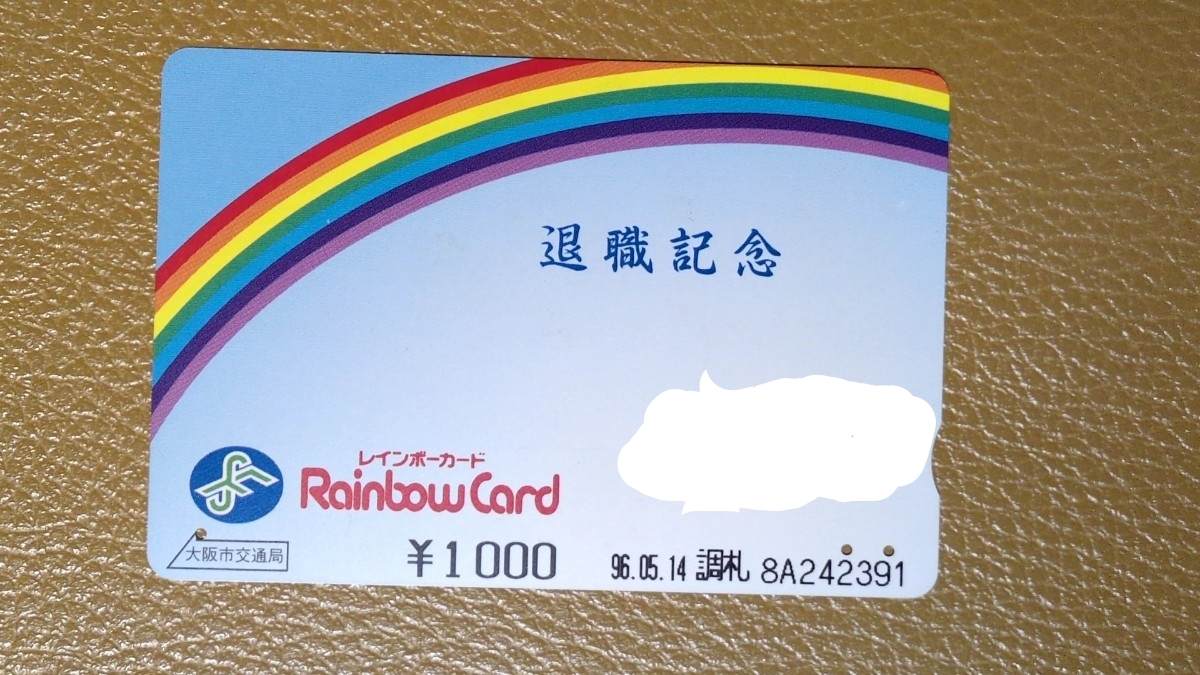 退職記念
レインボーカード
Rainbow Card
大阪市交通局
¥1000
96.05.14 調札 8A242391